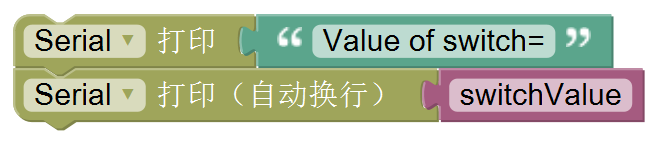 Serial 打印 “ Value of switch= ”
Serial 打印（自动换行） switchValue